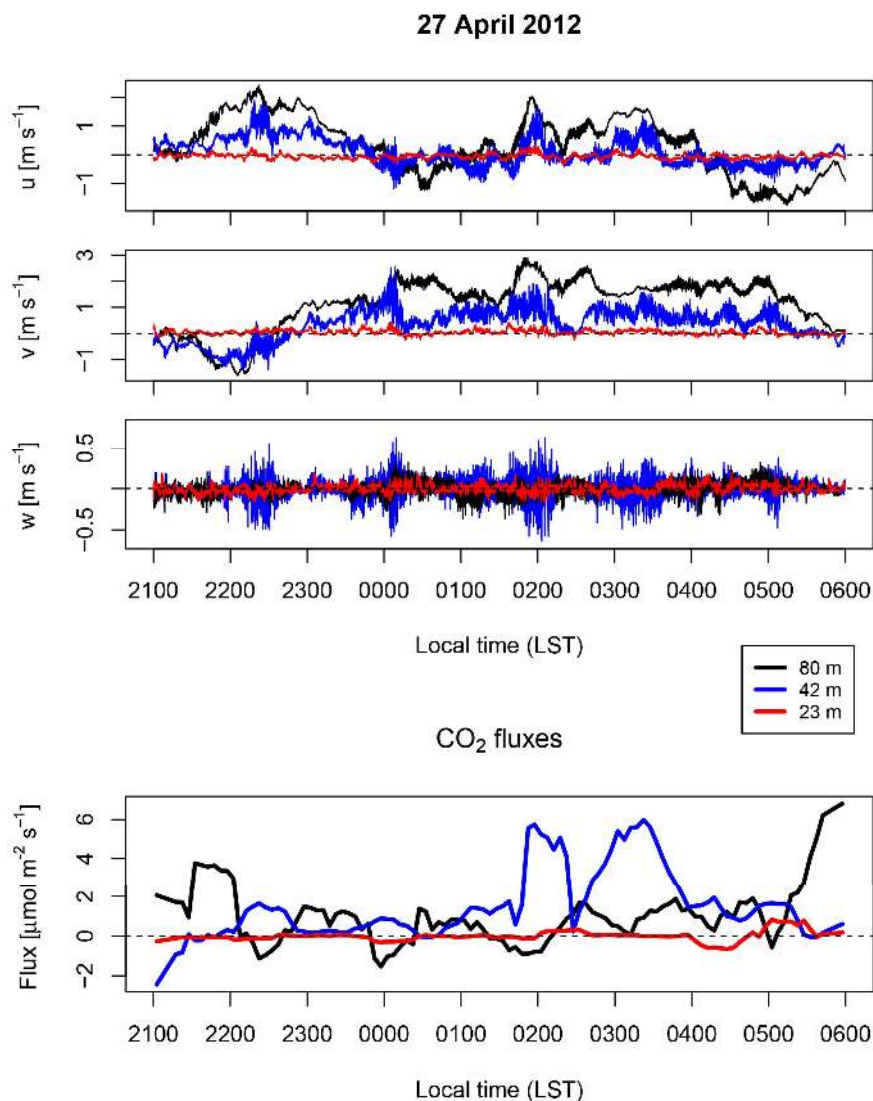 27 April 2012
u [m s⁻¹]
1
−1
v [m s⁻¹]
3
1
−1
w [m s⁻¹]
0.5
−0.5
2100 2200 2300 0000 0100 0200 0300 0400 0500 0600
Local time (LST)
80 m
42 m
23 m
CO₂ fluxes
Flux [μmol m⁻² s⁻¹]
6
4
2
0
−2
2100 2200 2300 0000 0100 0200 0300 0400 0500 0600
Local time (LST)